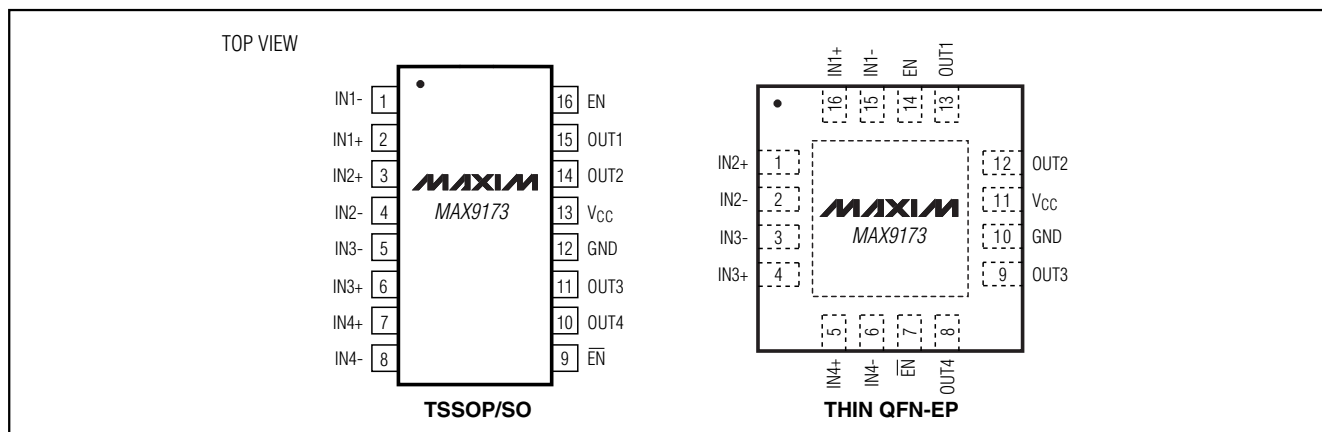 TOP VIEW
IN1- 1
IN1+ 2
IN2+ 3
IN2- 4
IN3- 5
IN3+ 6
IN4+ 7
IN4- 8
16 EN
15 OUT1
14 OUT2
13 VCC
12 GND
11 OUT3
10 OUT4
9 E̅N̅
MAXIM
MAX9173
TSSOP/SO
IN1+ IN1- EN OUT1
16 15 14 13
IN2+ 1
IN2- 2
IN3- 3
IN3+ 4
12 OUT2
11 VCC
10 GND
9 OUT3
MAXIM
MAX9173
5 6 7 8
IN4+ IN4- E̅N̅ OUT4
THIN QFN-EP